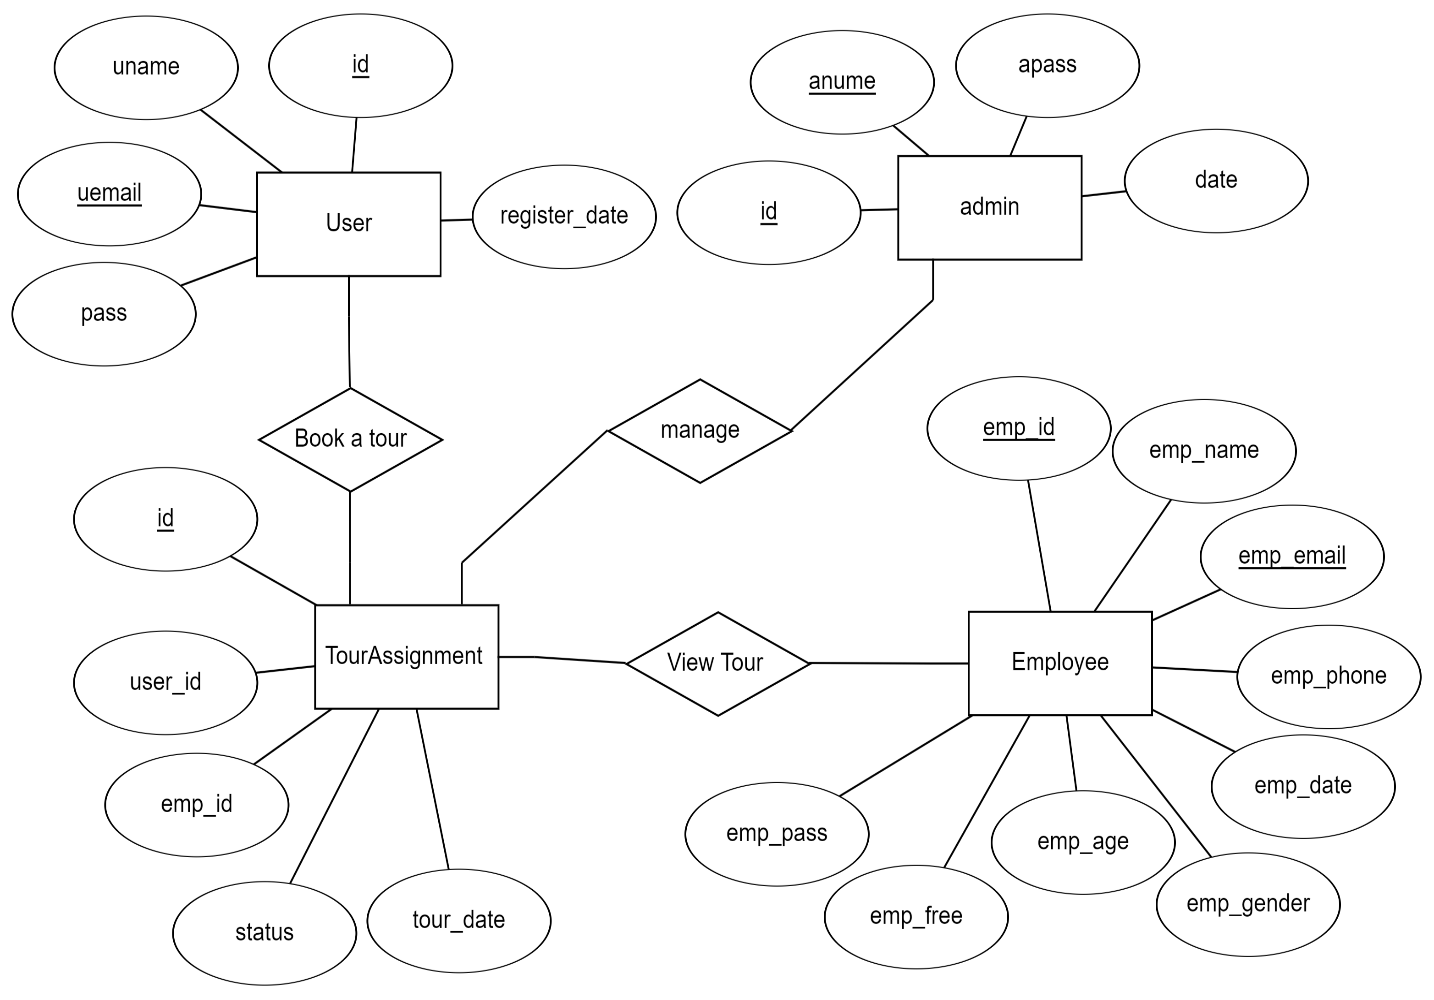 uname
id
anume
apass
uemail
register_date
User
id
admin
date
pass
Book a tour
manage
emp_id
emp_name
id
emp_email
user_id
TourAssignment
View Tour
Employee
emp_phone
emp_id
emp_pass
emp_age
emp_date
status
tour_date
emp_free
emp_gender